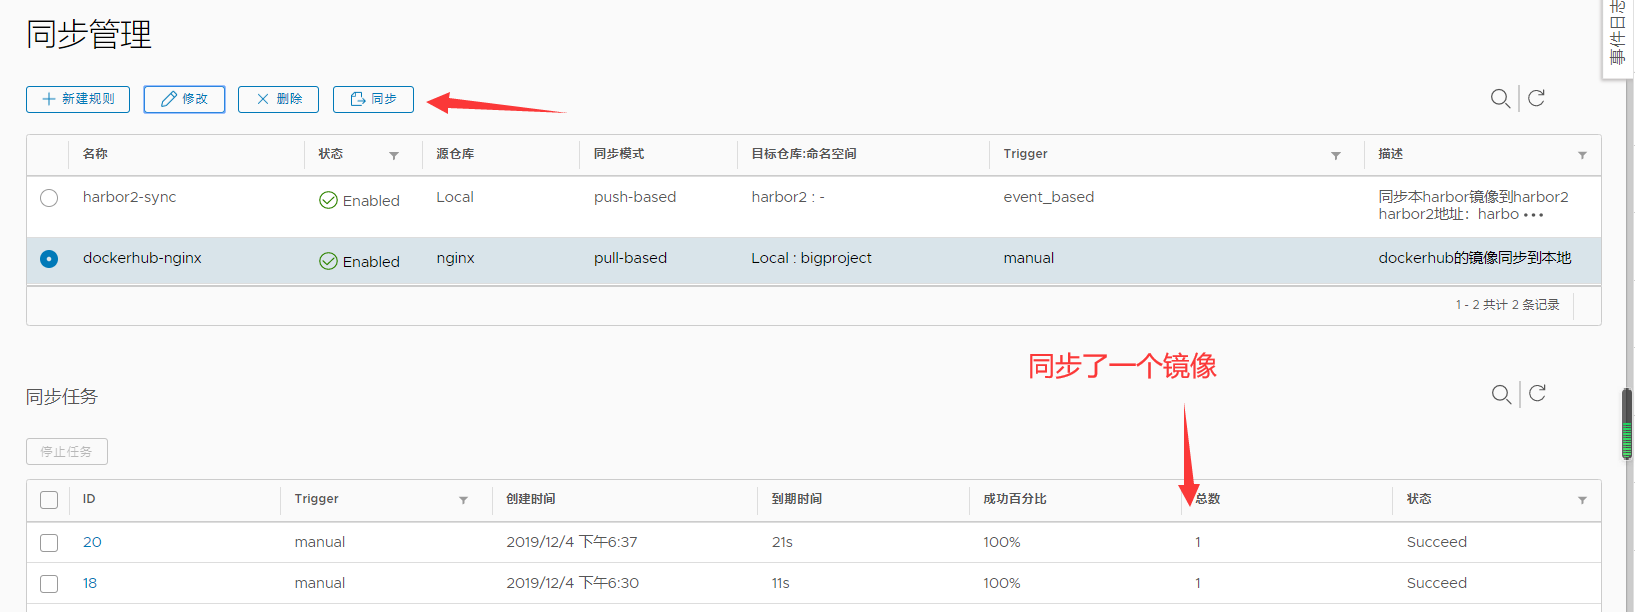 同步管理
事件日志
新建规则 修改 删除 同步
名称 状态 源仓库 同步模式 目标仓库:命名空间 Trigger 描述
harbor2-sync Enabled Local push-based harbor2 : - event_based 同步本harbor镜像到harbor2
harbor2地址：harbo •••
dockerhub-nginx Enabled nginx pull-based Local : bigproject manual dockerhub的镜像同步到本地
1 - 2 共计 2 条记录
同步了一个镜像
同步任务
停止任务
ID Trigger 创建时间 到期时间 成功百分比 总数 状态
20 manual 2019/12/4 下午6:37 21s 100% 1 Succeed
18 manual 2019/12/4 下午6:30 11s 100% 1 Succeed